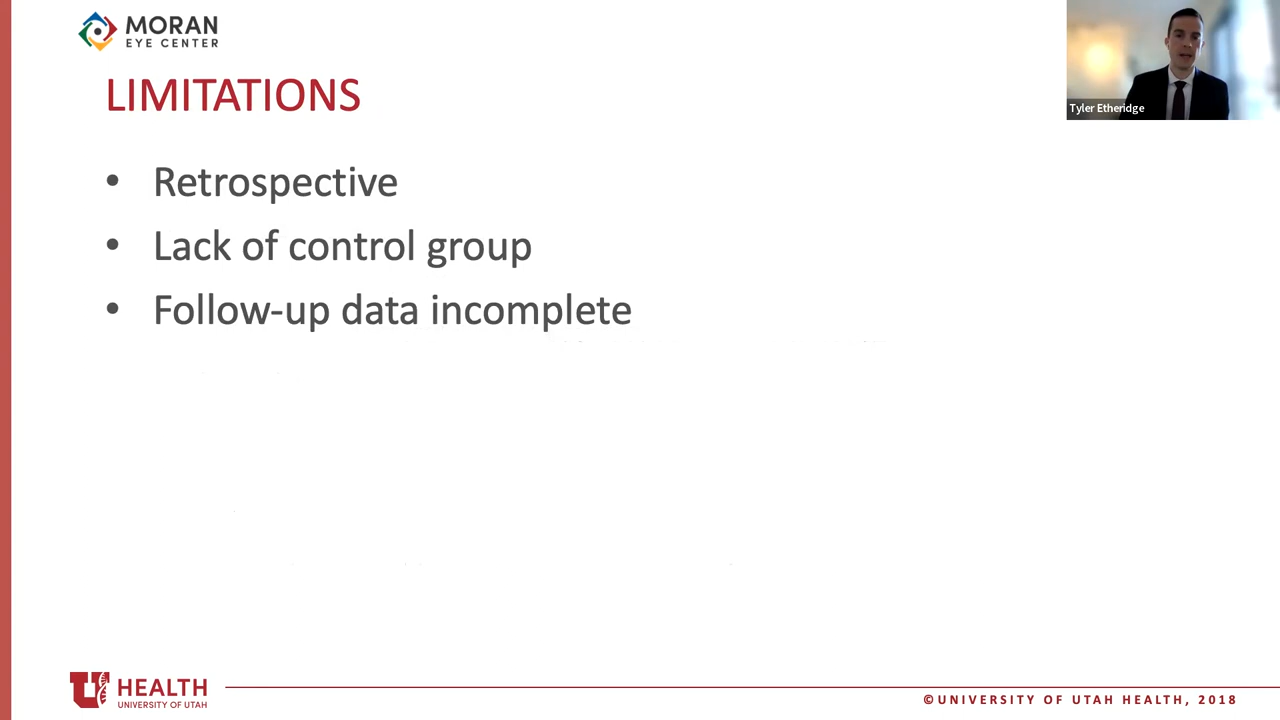 MORAN
EYE CENTER
Tyler Etheridge
LIMITATIONS
• Retrospective
• Lack of control group
• Follow-up data incomplete
U HEALTH
UNIVERSITY OF UTAH
©UNIVERSITY OF UTAH HEALTH, 2018